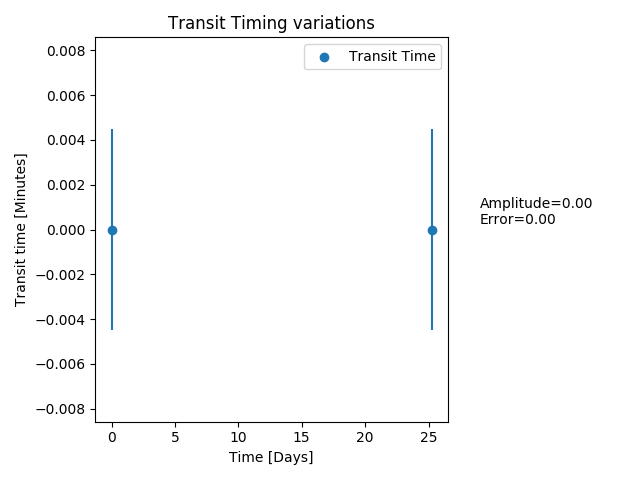 Transit Timing variations
Transit Time
0.008
0.006
0.004
0.002
0.000
−0.002
−0.004
−0.006
−0.008
Transit time [Minutes]
Amplitude=0.00
Error=0.00
0 5 10 15 20 25
Time [Days]